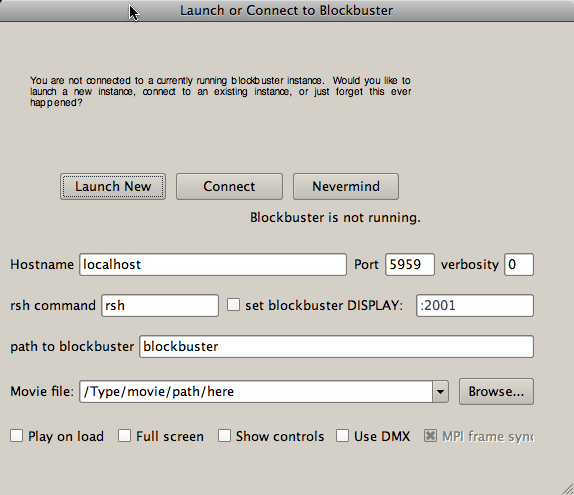 Launch or Connect to Blockbuster
You are not connected to a currently running blockbuster instance. Would you like to
launch a new instance, connect to an existing instance, or just forget this ever
happened?
Launch New Connect Nevermind
Blockbuster is not running.
Hostname localhost Port 5959 verbosity 0
rsh command rsh set blockbuster DISPLAY: :2001
path to blockbuster blockbuster
Movie file: /Type/movie/path/here Browse...
Play on load Full screen Show controls Use DMX MPI frame sync